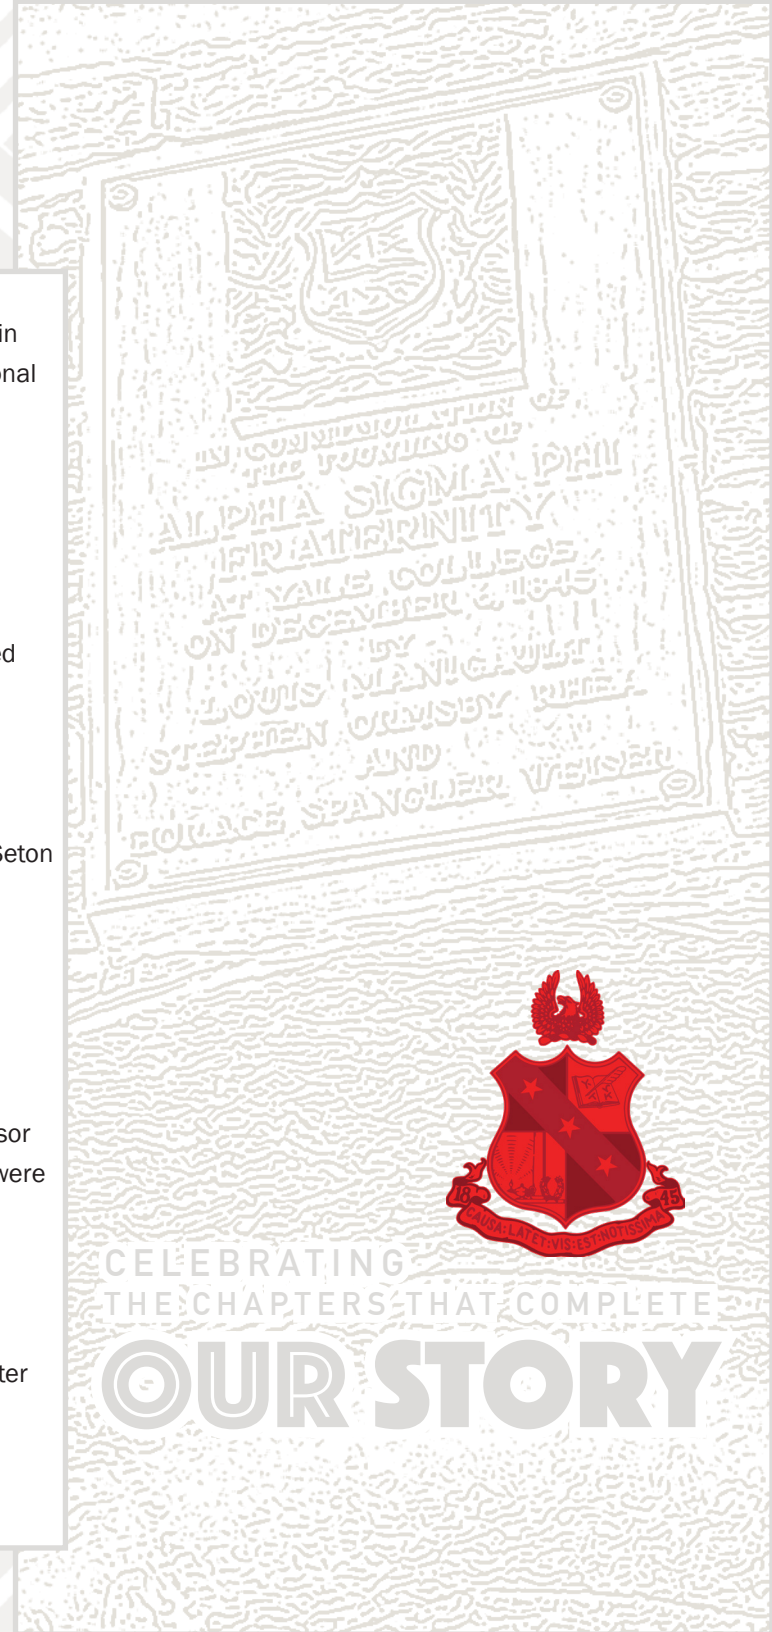 in
onal
ed
Seton
sor
were
ter
IN COMMEMORATION OF
THE FOUNDING OF
ALPHA SIGMA PHI
FRATERNITY
AT YALE COLLEGE
ON DECEMBER 6, 1845
BY
LOUIS MANIGAULT
STEPHEN ORMSBY RHEA
AND
HORACE SPANGLER WEISER
18 45
CAUSA:LATET:VIS:EST:NOTISSIMA
CELEBRATING
THE CHAPTERS THAT COMPLETE
OUR STORY